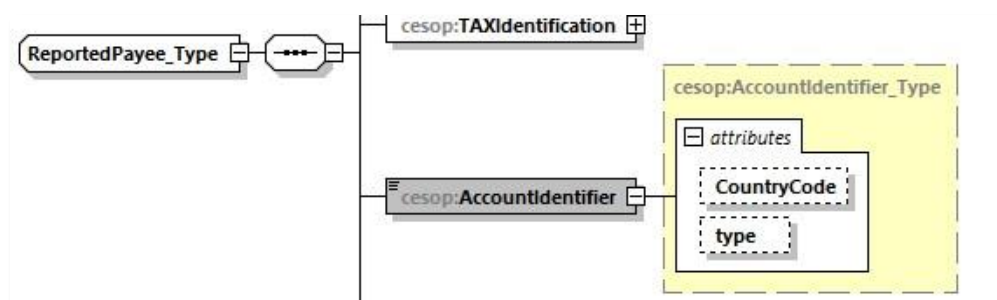 cesop:TAXIdentification
ReportedPayee_Type
cesop:AccountIdentifier_Type
attributes
CountryCode
cesop:AccountIdentifier
type